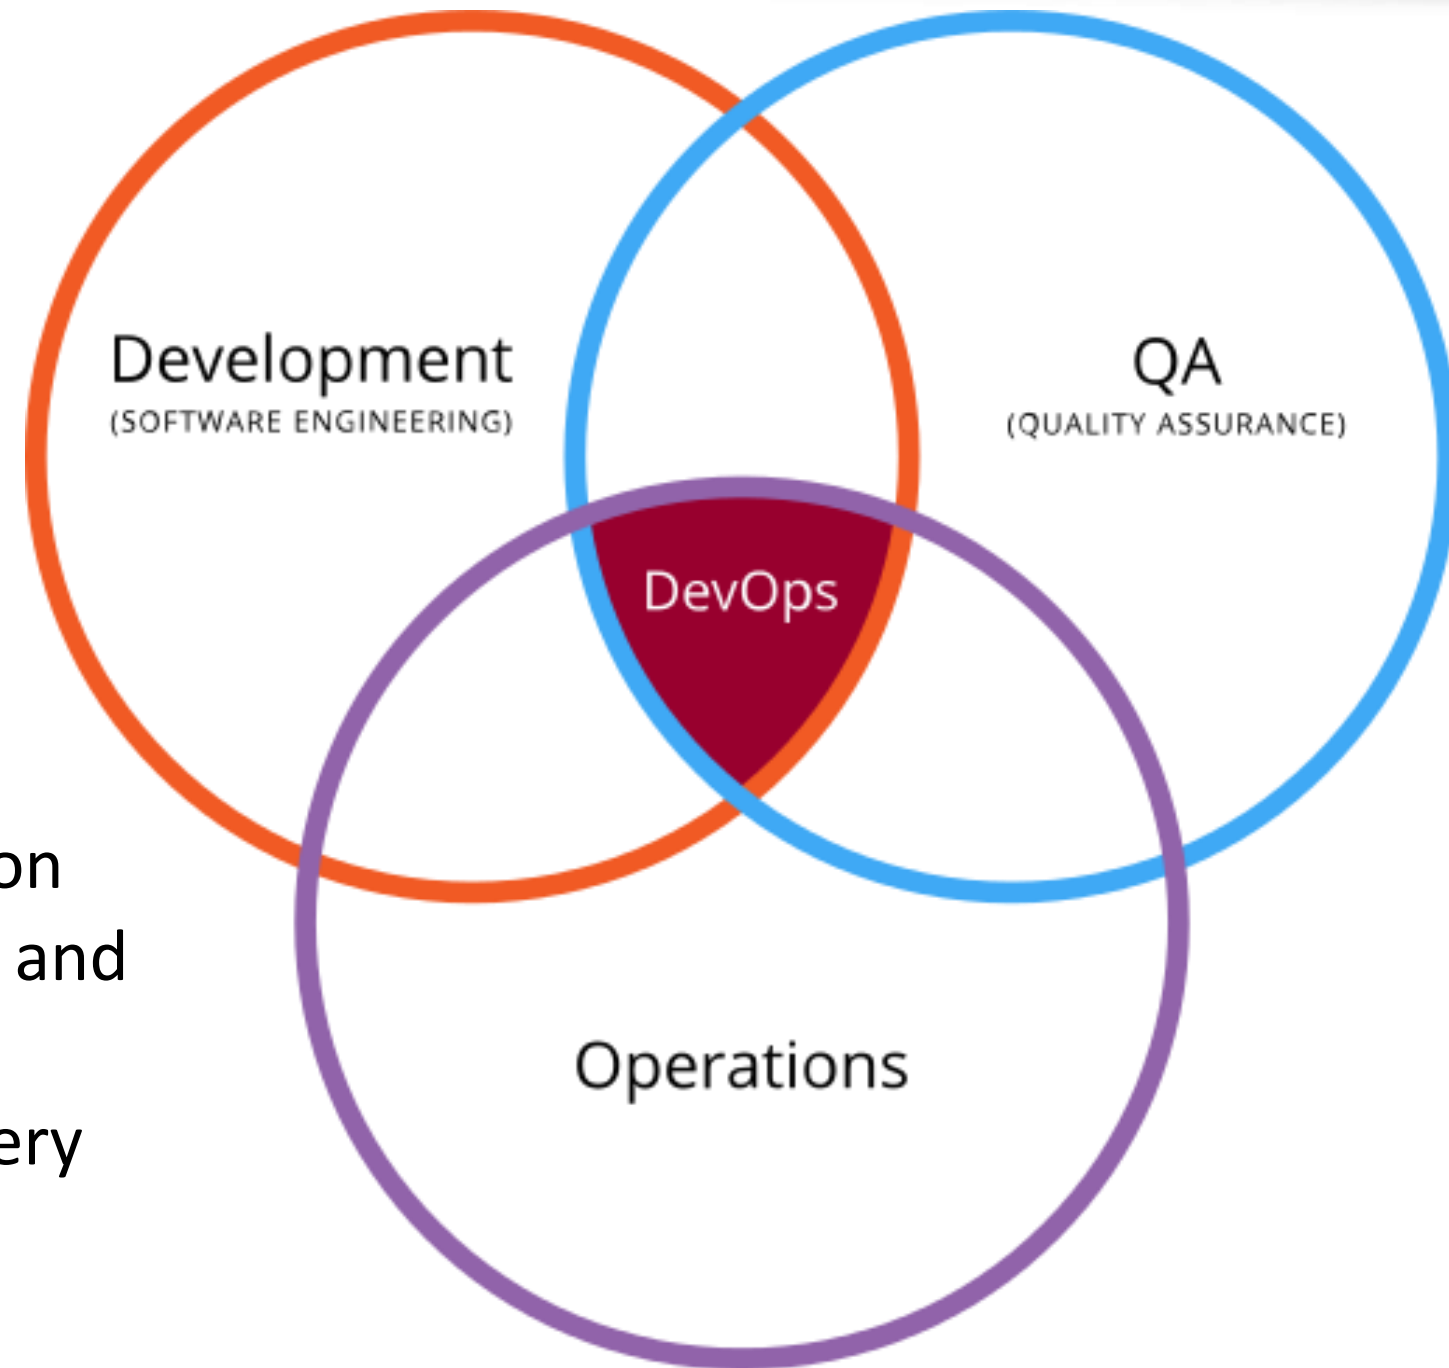 Development
(SOFTWARE ENGINEERING)
QA
(QUALITY ASSURANCE)
DevOps
on
and
ery
Operations